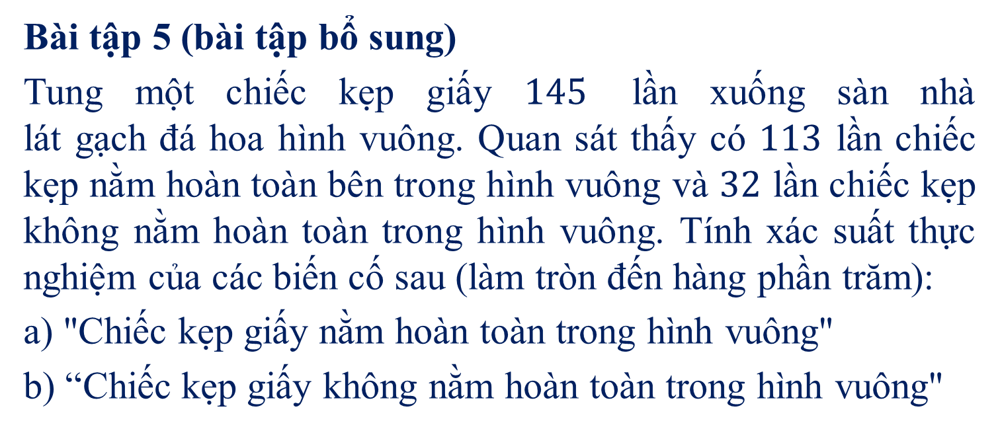 Bài tập 5 (bài tập bổ sung)
Tung một chiếc kẹp giấy 145 lần xuống sàn nhà
lát gạch đá hoa hình vuông. Quan sát thấy có 113 lần chiếc
kẹp nằm hoàn toàn bên trong hình vuông và 32 lần chiếc kẹp
không nằm hoàn toàn trong hình vuông. Tính xác suất thực
nghiệm của các biến cố sau (làm tròn đến hàng phần trăm):
a) "Chiếc kẹp giấy nằm hoàn toàn trong hình vuông"
b) “Chiếc kẹp giấy không nằm hoàn toàn trong hình vuông"